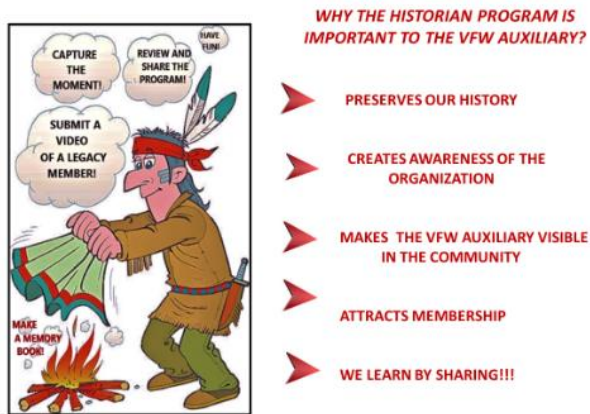 HAVE
FUN!
CAPTURE
THE
MOMENT!
REVIEW AND
SHARE THE
PROGRAM!
SUBMIT A
VIDEO
OF A LEGACY
MEMBER!
MAKE
A MEMORY
BOOK!
WHY THE HISTORIAN PROGRAM IS
IMPORTANT TO THE VFW AUXILIARY?
PRESERVES OUR HISTORY
CREATES AWARENESS OF THE
ORGANIZATION
MAKES THE VFW AUXILIARY VISIBLE
IN THE COMMUNITY
ATTRACTS MEMBERSHIP
WE LEARN BY SHARING!!!